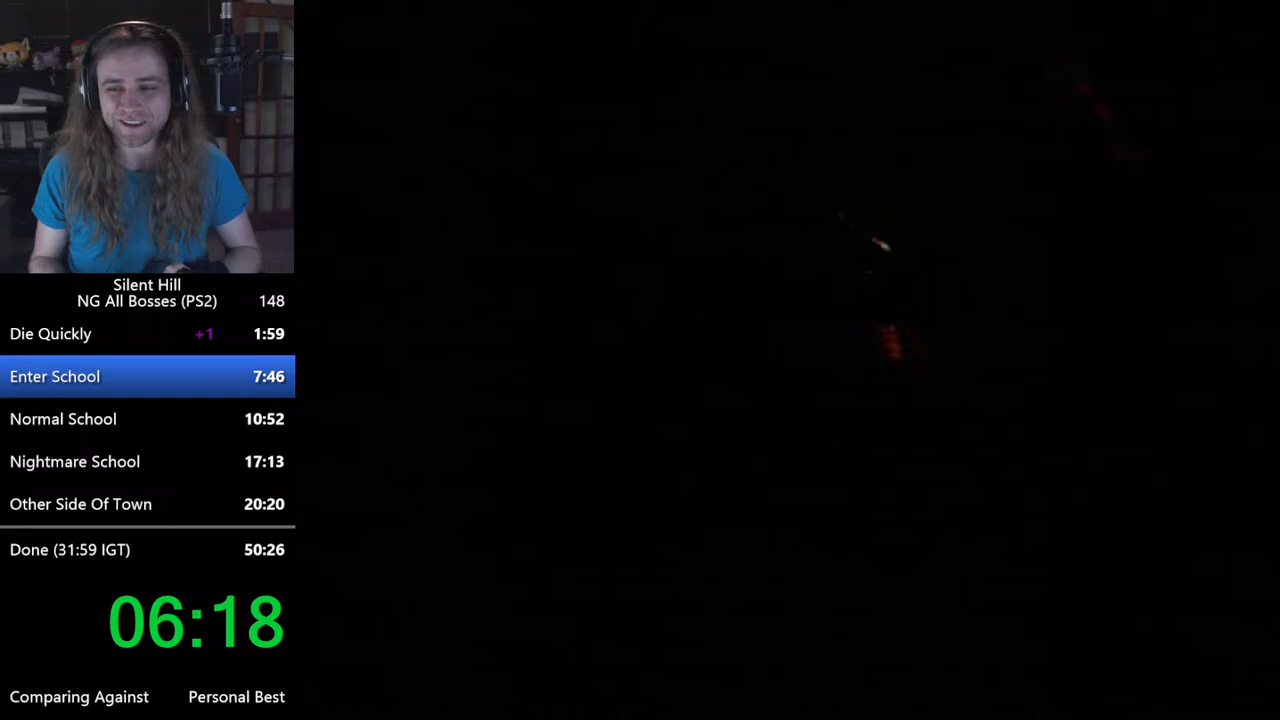 Silent Hill
NG All Bosses (PS2) 148
Die Quickly +1 1:59
Enter School 7:46
Normal School 10:52
Nightmare School 17:13
Other Side Of Town 20:20
Done (31:59 IGT) 50:26
06:18
Comparing Against Personal Best